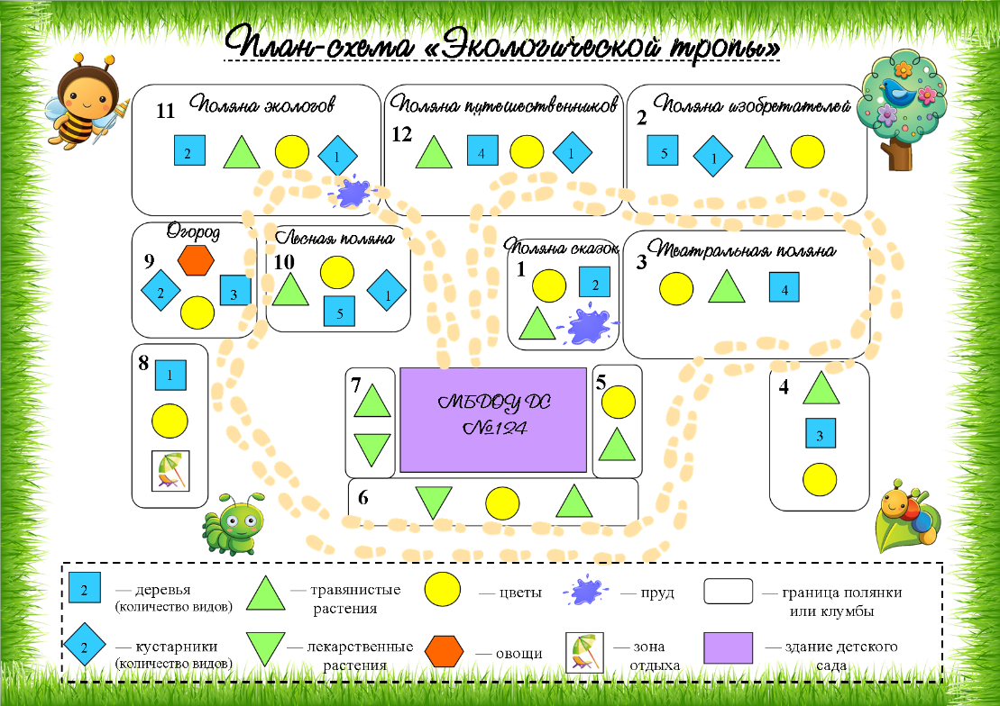 План-схема «Экологической тропы»
11 Поляна экологов
2
1
Поляна путешественников
12
4
1
2 Поляна изобретателей
5
1
Огород
9
2
3
Лесная поляна
10
5
1
Поляна сказок
1
2
3 Театральная поляна
4
8
1
7
МБДОУ ДС
№124
5
4
3
6
2
— деревья
(количество видов)
— травянистые
растения
— цветы
— пруд
— граница полянки
или клумбы
2
— кустарники
(количество видов)
— лекарственные
растения
— овощи
— зона
отдыха
— здание детского
сада